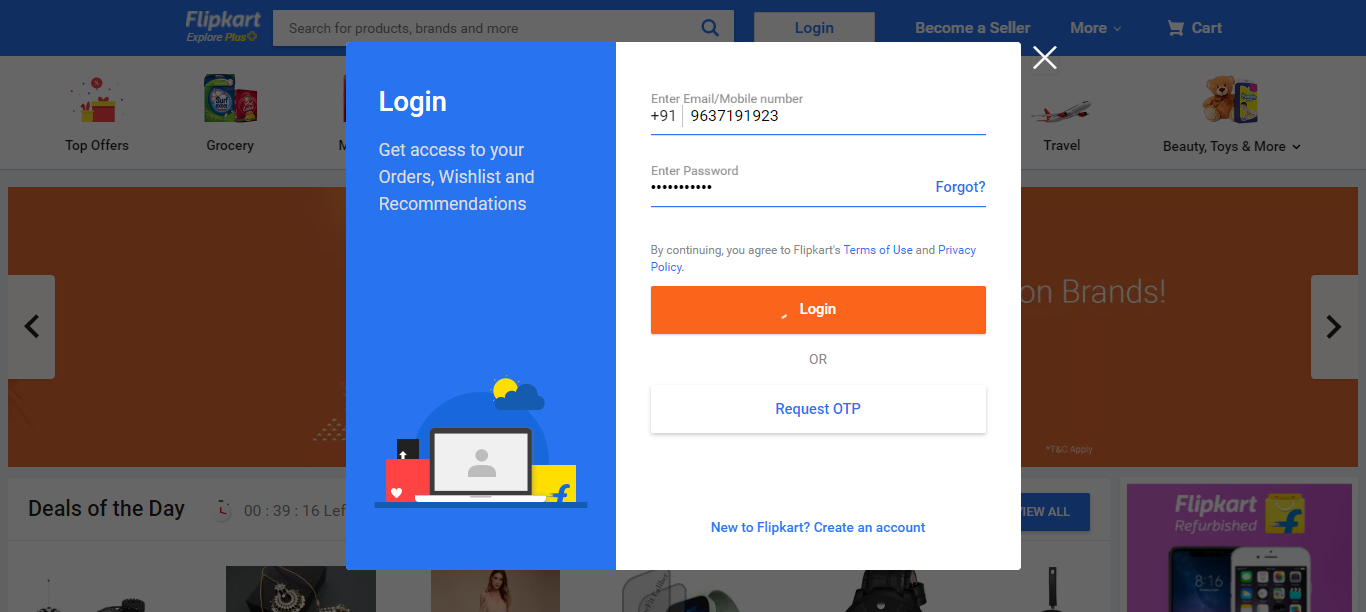 Flipkart
Explore Plus
Search for products, brands and more
Login
Become a Seller
More
Cart
Top Offers
Grocery
M
Travel
Beauty, Toys & More
Login
Get access to your
Orders, Wishlist and
Recommendations
Enter Email/Mobile number
+91 9637191923
Enter Password
•••••••••••
Forgot?
By continuing, you agree to Flipkart's Terms of Use and Privacy
Policy.
Login
OR
Request OTP
New to Flipkart? Create an account
on Brands!
*T&C Apply
Deals of the Day
00 : 39 : 16 Lef
VIEW ALL
Flipkart
Refurbished
8:16